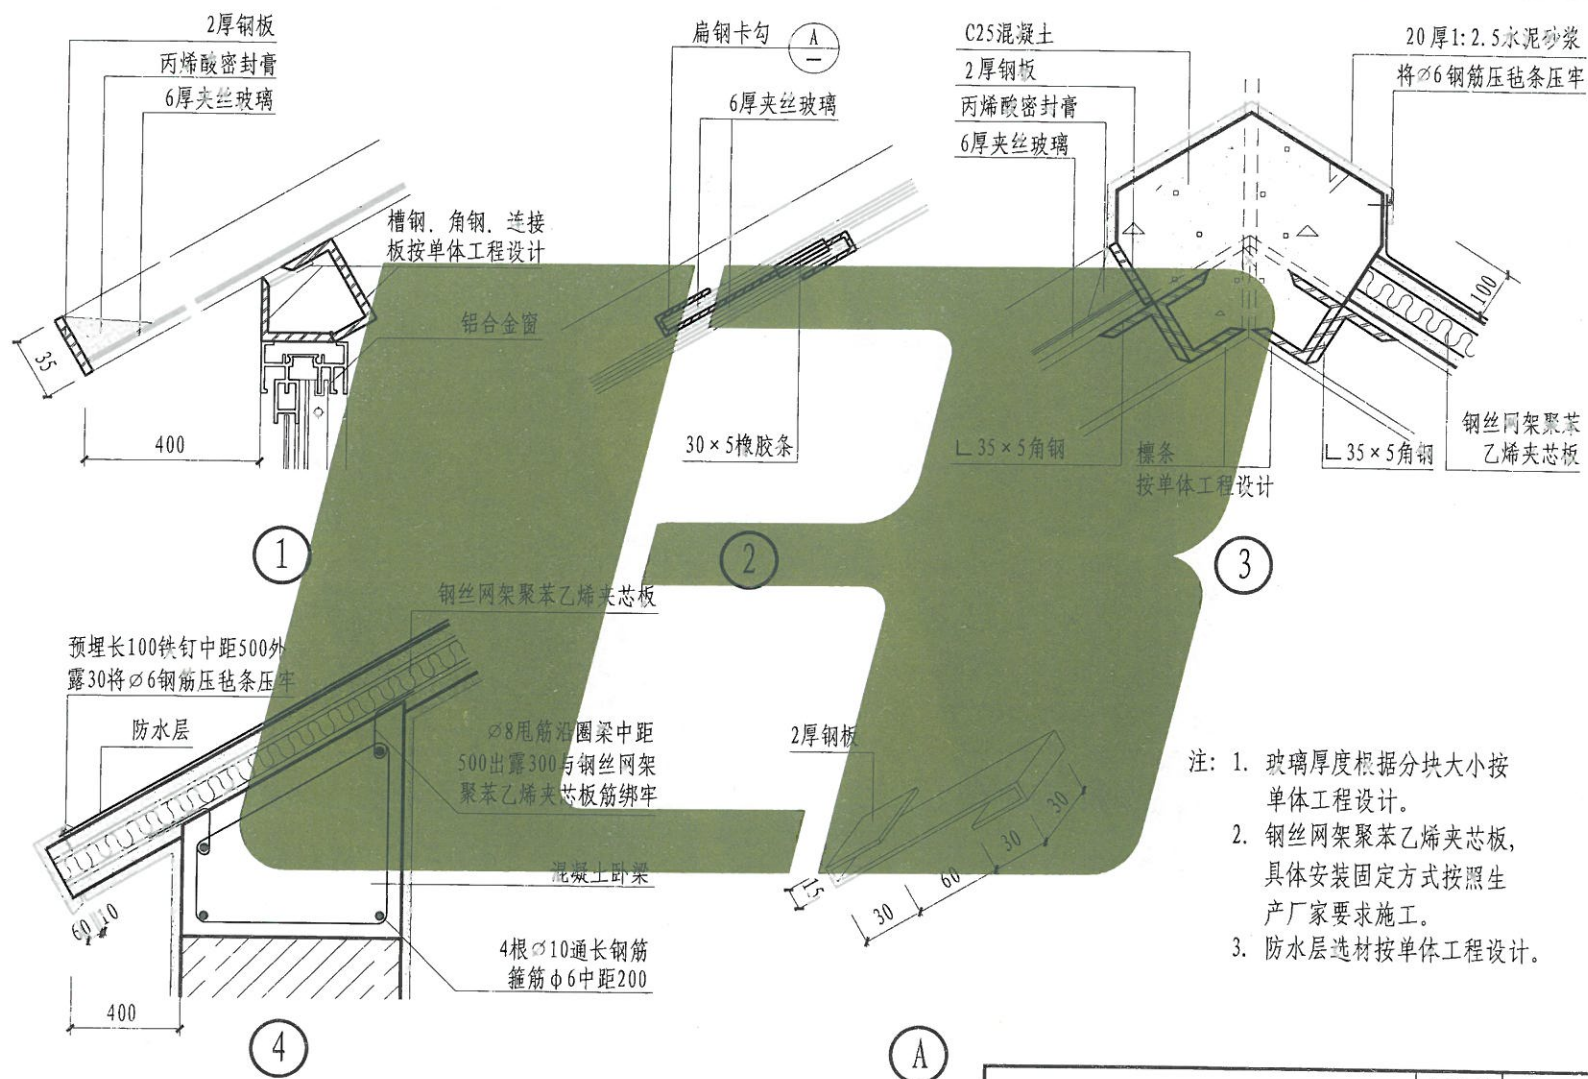 2厚钢板
丙烯酸密封膏
6厚夹丝玻璃
槽钢、角钢、连接
板按单体工程设计
铝合金窗
35
400
1
扁钢卡勾
A
6厚夹丝玻璃
30×5橡胶条
2
C25混凝土
2厚钢板
丙烯酸密封膏
6厚夹丝玻璃
20厚1:2.5水泥砂浆
将∅6钢筋压毡条压牢
100
∟35×5角钢
檩条
按单体工程设计
∟35×5角钢
钢丝网架聚苯
乙烯夹芯板
3
钢丝网架聚苯乙烯夹芯板
预埋长100铁钉中距500外
露30将∅6钢筋压毡条压牢
防水层
∅8甩筋沿圈梁中距
500出露300与钢丝网架
聚苯乙烯夹芯板筋绑牢
混凝土卧梁
4根∅10通长钢筋
箍筋ф6中距200
60
10
400
4
2厚钢板
15
30
60
30
30
A
注: 1. 玻璃厚度根据分块大小按
单体工程设计。
2. 钢丝网架聚苯乙烯夹芯板,
具体安装固定方式按照生
产厂家要求施工。
3. 防水层选材按单体工程设计。